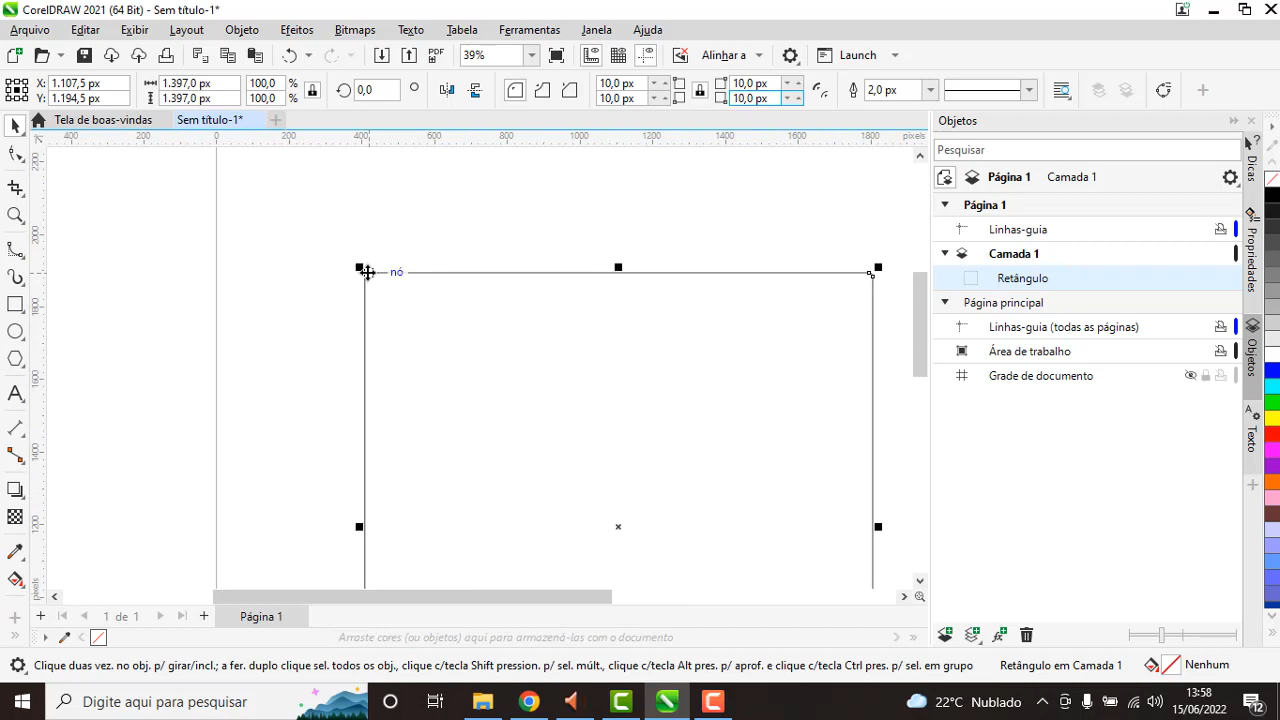 CorelDRAW 2021 (64 Bit) - Sem título-1*
Arquivo Editar Exibir Layout Objeto Efeitos Bitmaps Texto Tabela Ferramentas Janela Ajuda
PDF 39% Alinhar a Launch
X: 1.107,5 px 1.397,0 px 100,0 % 0,0 10,0 px 10,0 px 2,0 px
Y: 1.194,5 px 1.397,0 px 100,0 % 10,0 px 10,0 px
Tela de boas-vindas Sem título-1*
400 200 0 200 400 600 800 1000 1200 1400 1600 1800 pixels
2200
2000
1800
1600
1400
1200
pixels
nó
Objetos
Pesquisar
Página 1 Camada 1
Página 1
Linhas-guia
Camada 1
Retângulo
Página principal
Linhas-guia (todas as páginas)
Área de trabalho
Grade de documento
Dicas
Propriedades
Objetos
Texto
1 de 1 Página 1
Arraste cores (ou objetos) aqui para armazená-las com o documento
Clique duas vez. no obj. p/ girar/incl.; a fer. duplo clique sel. todos os obj., clique c/tecla Shift pression. p/ sel. múlt., clique c/tecla Alt pres. p/ aprof. e clique c/tecla Ctrl pres. p/ sel. em grupo Retângulo em Camada 1 Nenhum
Digite aqui para pesquisar 22°C Nublado 13:58
15/06/2022 12